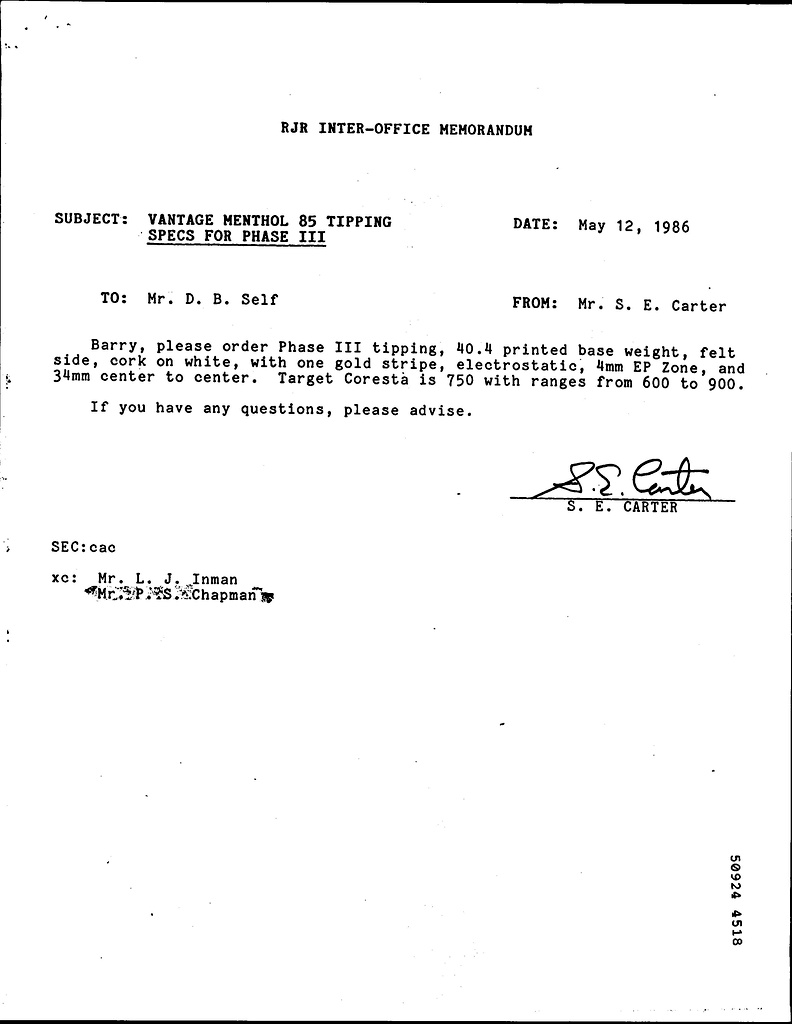 RJR INTER-OFFICE MEMORANDUM
SUBJECT: VANTAGE MENTHOL 85 TIPPING
SPECS FOR PHASE III
DATE: May 12, 1986
TO: Mr. D. B. Self
FROM: Mr. S. E. Carter
Barry, please order Phase III tipping, 40.4 printed base weight, felt
side, cork on white, with one gold stripe, electrostatic, 4mm EP Zone, and
34mm center to center. Target Coresta is 750 with ranges from 600 to 900.
If you have any questions, please advise.
S.E. Carter
S. E. CARTER
SEC:cac
xc: Mr. L. J. Inman
Mr. P. S. Chapman
50924 4518